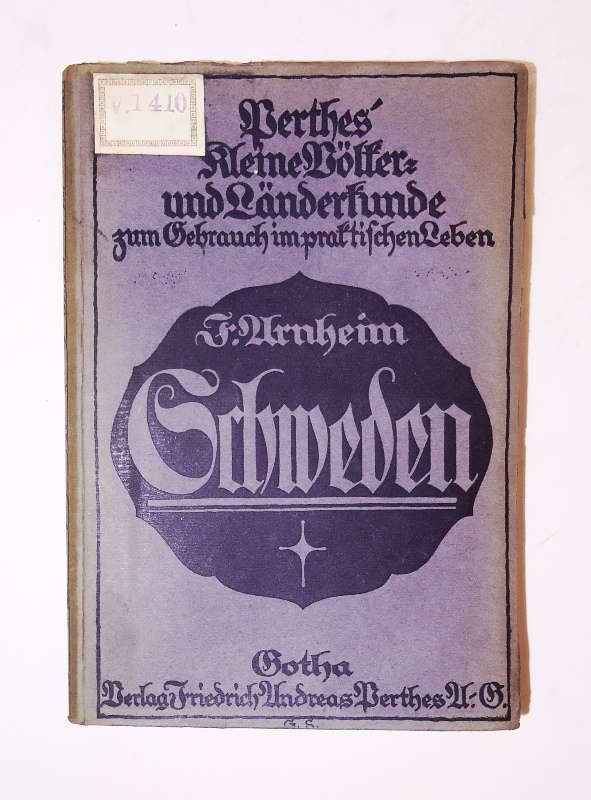 V.1410
Perthes'
Kleine Völker-
und Länderkunde
zum Gebrauch im praktischen Leben
F. Arnheim
Schweden
Gotha
Verlag Friedrich Andreas Perthes A.-G.
G. S.